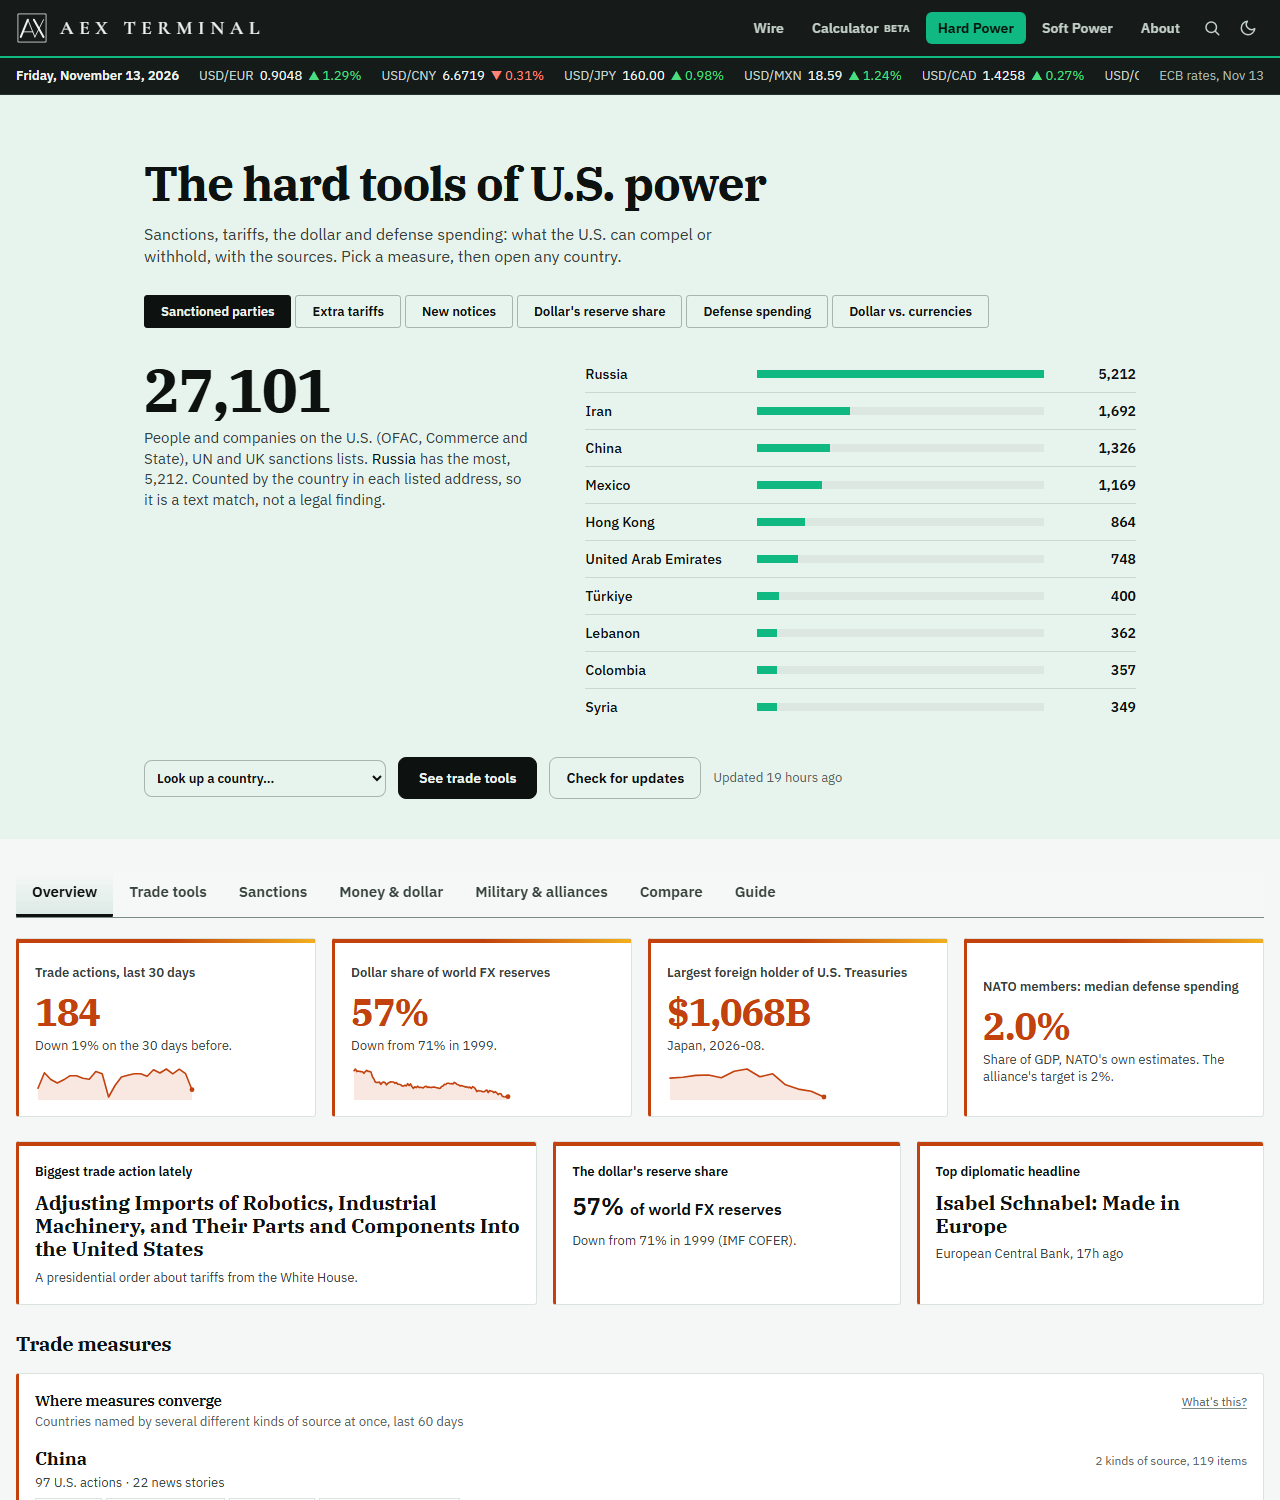 AEX TERMINAL
Wire
Calculator BETA
Hard Power
Soft Power
About
Friday, November 13, 2026
USD/EUR 0.9048 ▲ 1.29%
USD/CNY 6.6719 ▼ 0.31%
USD/JPY 160.00 ▲ 0.98%
USD/MXN 18.59 ▲ 1.24%
USD/CAD 1.4258 ▲ 0.27%
ECB rates, Nov 13
The hard tools of U.S. power
Sanctions, tariffs, the dollar and defense spending: what the U.S. can compel or
withhold, with the sources. Pick a measure, then open any country.
Sanctioned parties
Extra tariffs
New notices
Dollar's reserve share
Defense spending
Dollar vs. currencies
27,101
People and companies on the U.S. (OFAC, Commerce and
State), UN and UK sanctions lists. Russia has the most,
5,212. Counted by the country in each listed address, so
it is a text match, not a legal finding.
Russia 5,212
Iran 1,692
China 1,326
Mexico 1,169
Hong Kong 864
United Arab Emirates 748
Türkiye 400
Lebanon 362
Colombia 357
Syria 349
Look up a country...
See trade tools
Check for updates
Updated 19 hours ago
Overview
Trade tools
Sanctions
Money & dollar
Military & alliances
Compare
Guide
Trade actions, last 30 days
184
Down 19% on the 30 days before.
Dollar share of world FX reserves
57%
Down from 71% in 1999.
Largest foreign holder of U.S. Treasuries
$1,068B
Japan, 2026-08.
NATO members: median defense spending
2.0%
Share of GDP, NATO's own estimates. The
alliance's target is 2%.
Biggest trade action lately
Adjusting Imports of Robotics, Industrial
Machinery, and Their Parts and Components Into
the United States
A presidential order about tariffs from the White House.
The dollar's reserve share
57% of world FX reserves
Down from 71% in 1999 (IMF COFER).
Top diplomatic headline
Isabel Schnabel: Made in
Europe
European Central Bank, 17h ago
Trade measures
Where measures converge
What's this?
Countries named by several different kinds of source at once, last 60 days
China
2 kinds of source, 119 items
97 U.S. actions · 22 news stories